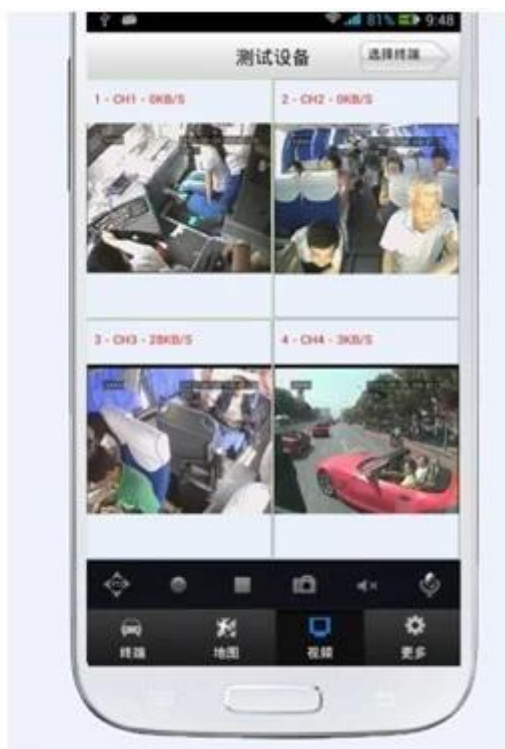 81% 9:48
测试设备 选择终端
1 - CH1 - 0KB/S 2 - CH2 - 0KB/S
3 - CH3 - 28KB/S 4 - CH4 - 3KB/S
终端 地图 视频 更多